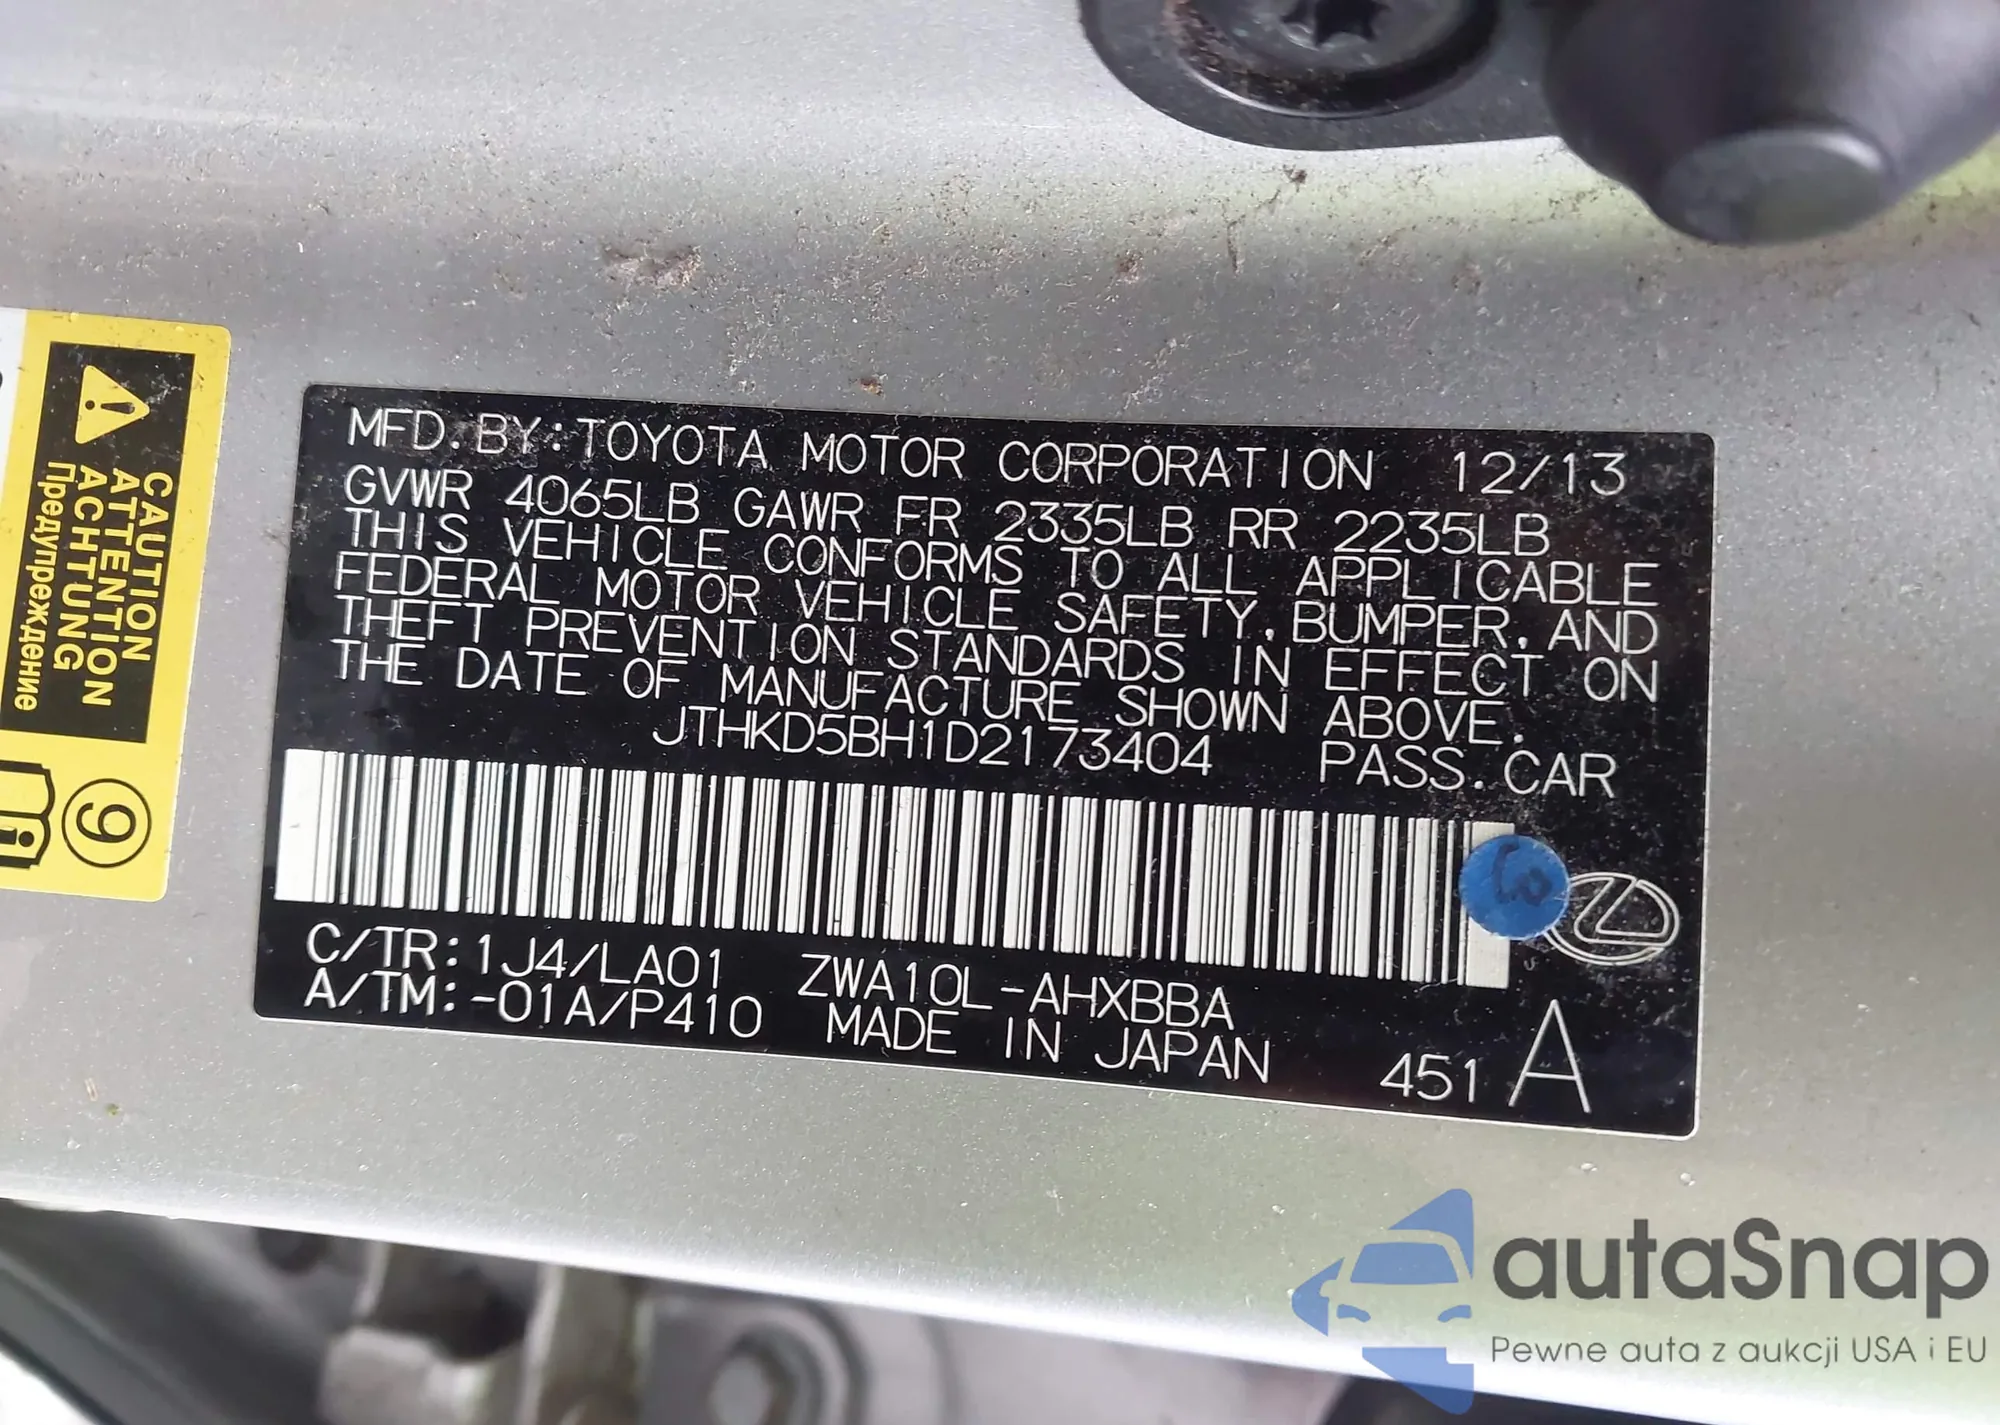 MFD. BY: TOYOTA MOTOR CORPORATION 12/13
GVWR 4065LB GAWR FR 2335LB RR 2235LB
THIS VEHICLE CONFORMS TO ALL APPLICABLE
FEDERAL MOTOR VEHICLE SAFETY, BUMPER, AND
THEFT PREVENTION STANDARDS IN EFFECT ON
THE DATE OF MANUFACTURE SHOWN ABOVE.
JTHKD5BH1D2173404 PASS. CAR
C/TR: 1J4/LA01 ZWA10L-AHXBBA
A/TM: -01A/P410 MADE IN JAPAN 451 A
CAUTION
ATTENTION
ACHTUNG
Предупреждение
9
autaSnap
Pewne auta z aukcji USA i EU